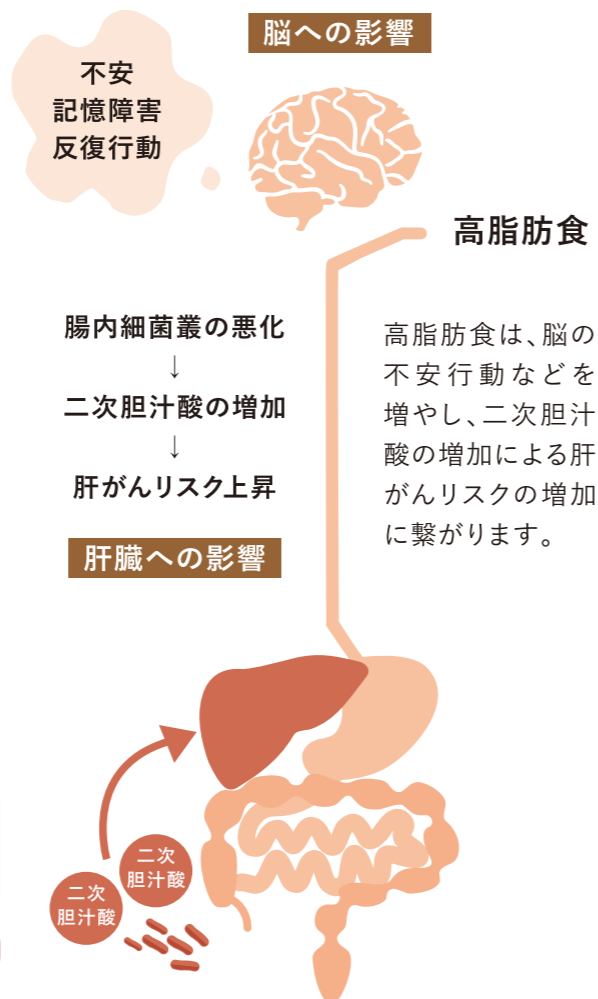 脳への影響
不安
記憶障害
反復行動
高脂肪食
高脂肪食は、脳の
不安行動などを
増やし、二次胆汁
酸の増加による肝
がんリスクの増加
に繋がります。
腸内細菌叢の悪化
↓
二次胆汁酸の増加
↓
肝がんリスク上昇
肝臓への影響
二次
胆汁酸
二次
胆汁酸